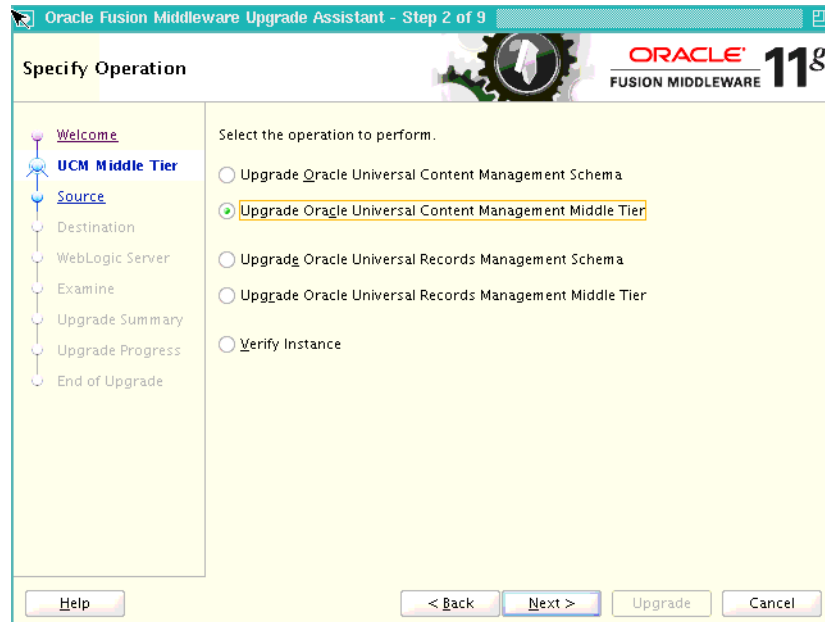 Oracle Fusion Middleware Upgrade Assistant - Step 2 of 9
Specify Operation
ORACLE
FUSION MIDDLEWARE
11g
Welcome
UCM Middle Tier
Source
Destination
WebLogic Server
Examine
Upgrade Summary
Upgrade Progress
End of Upgrade
Select the operation to perform.
Upgrade Oracle Universal Content Management Schema
Upgrade Oracle Universal Content Management Middle Tier
Upgrade Oracle Universal Records Management Schema
Upgrade Oracle Universal Records Management Middle Tier
Verify Instance
Help
< Back
Next >
Upgrade
Cancel